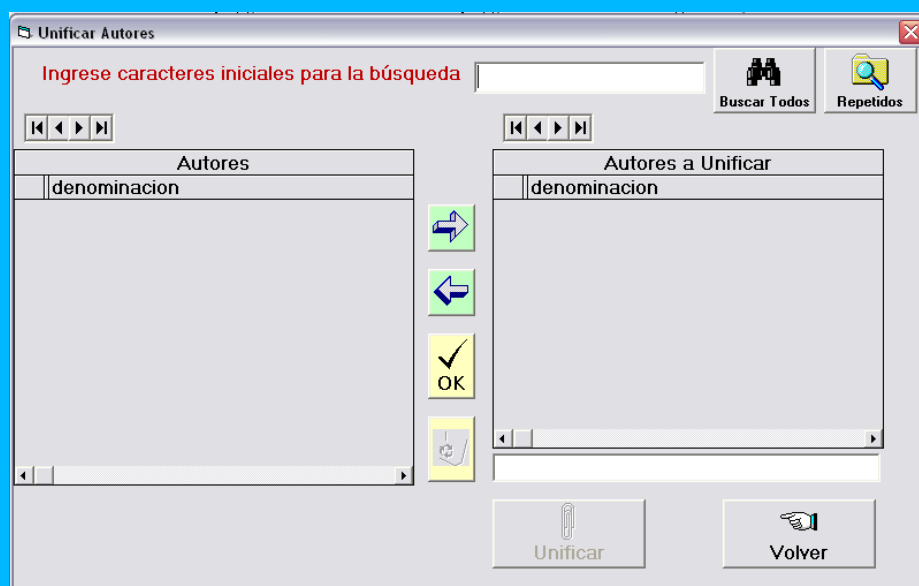 Unificar Autores
Ingrese caracteres iniciales para la búsqueda
Buscar Todos
Repetidos
Autores
denominacion
Autores a Unificar
denominacion
OK
Unificar
Volver